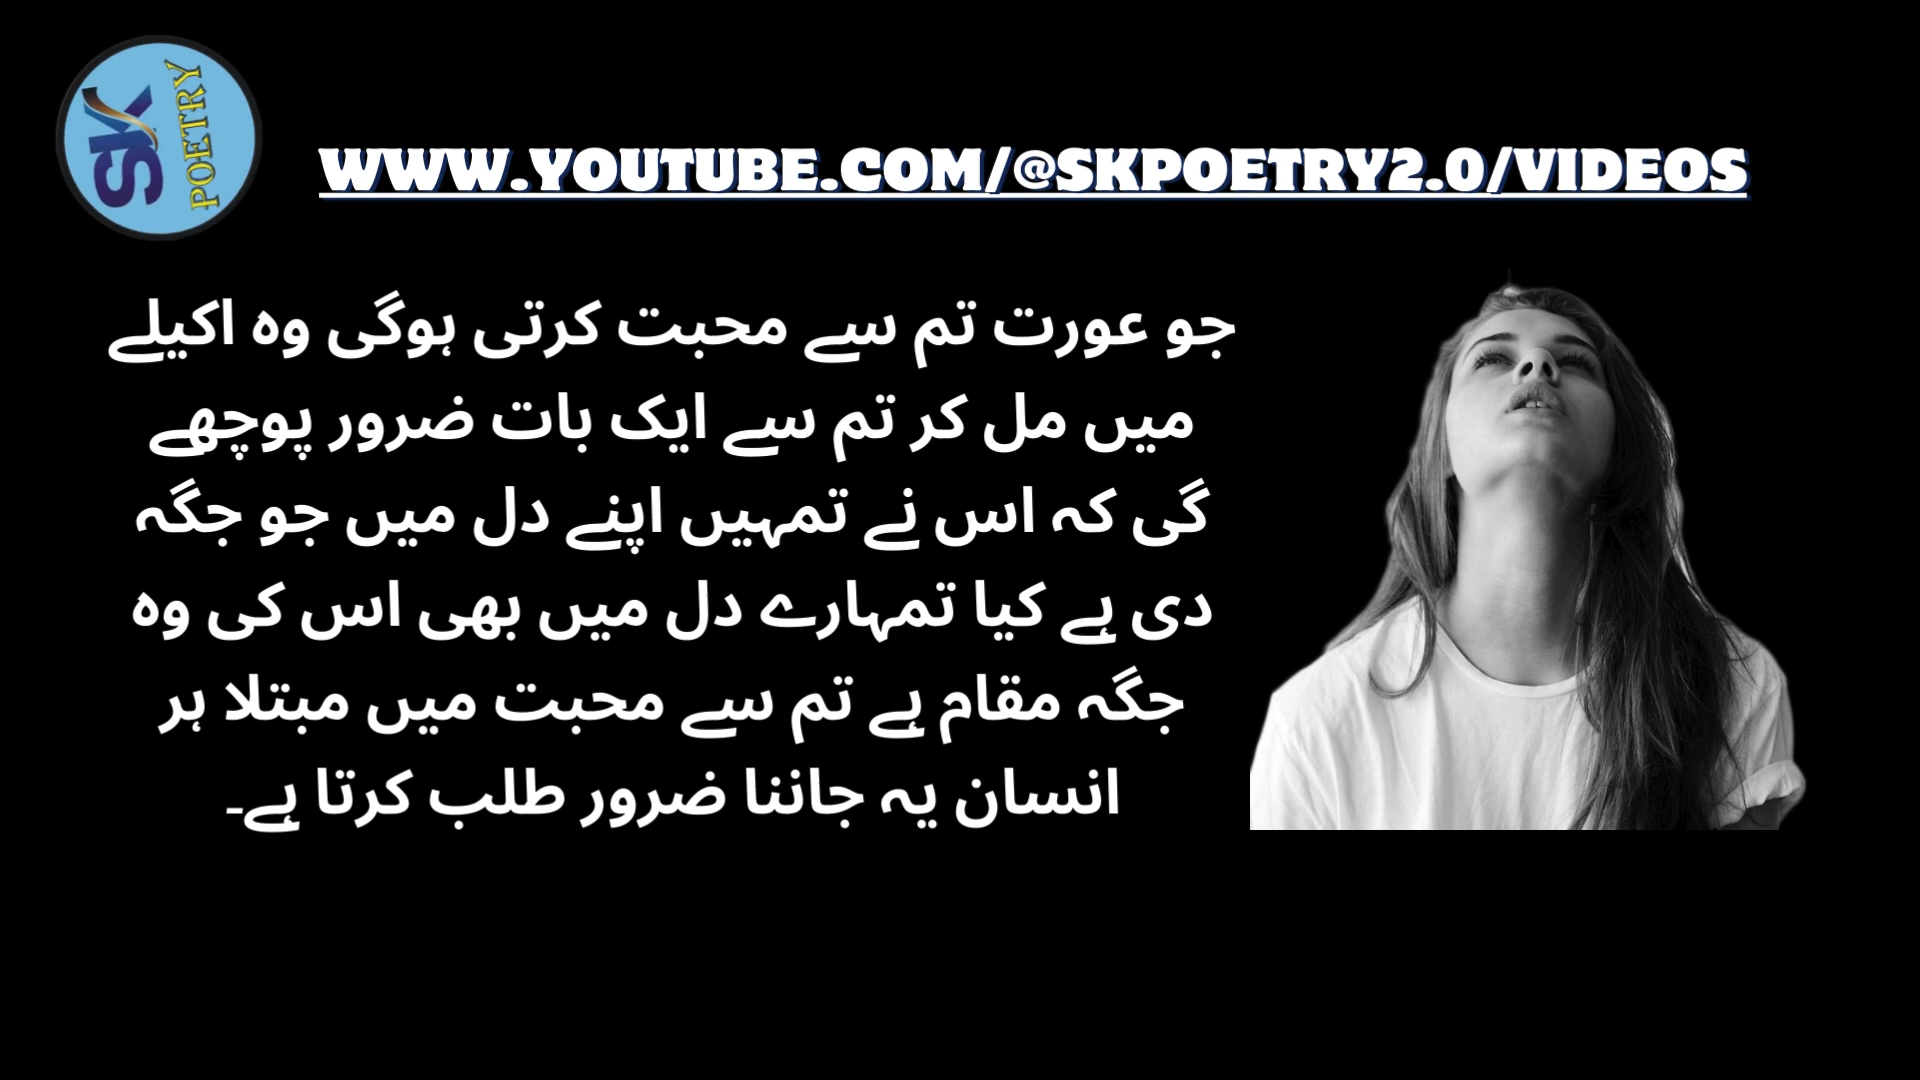 SK
POETRY
WWW.YOUTUBE.COM/@SKPOETRY2.0/VIDEOS
جو عورت تم سے محبت کرتی ہوگی وہ اکیلے
میں مل کر تم سے ایک بات ضرور پوچھے
گی کہ اس نے تمہیں اپنے دل میں جو جگہ
دی ہے کیا تمہارے دل میں بھی اس کی وہ
جگہ مقام ہے تم سے محبت میں مبتلا ہر
انسان یہ جاننا ضرور طلب کرتا ہے۔